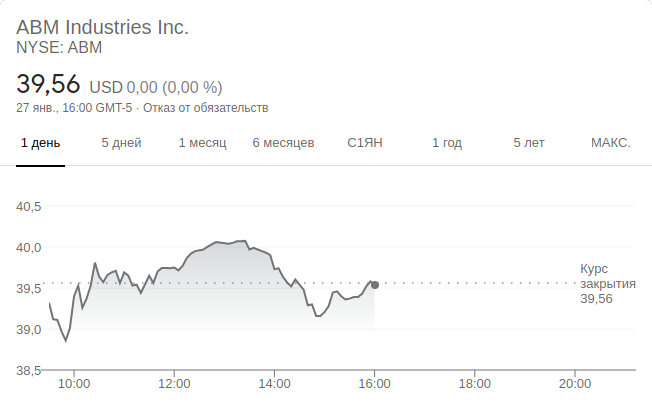 ABM Industries Inc.
NYSE: ABM
39,56 USD 0,00 (0,00 %)
27 янв., 16:00 GMT-5 · Отказ от обязательств
1 день 5 дней 1 месяц 6 месяцев С1ЯН 1 год 5 лет МАКС.
40,5
40,0
39,5
39,0
38,5
Курс
закрытия
39,56
10:00 12:00 14:00 16:00 18:00 20:00